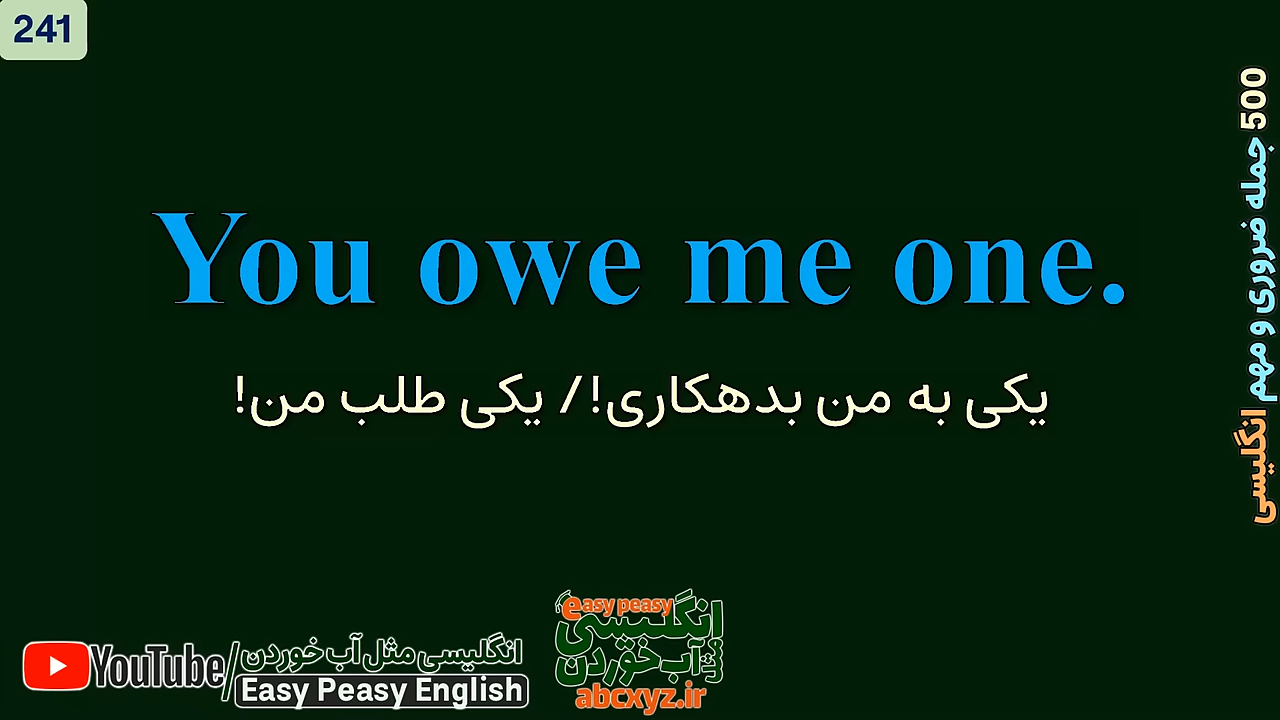 241
500 جمله ضروری و مهم انگلیسی
You owe me one.
یکی به من بدهکاری!/ یکی طلب من!
YouTube/
انگلیسی مثل آب خوردن
Easy Peasy English
easy peasy
انگلیسی
مثل
آب خوردن
abcxyz.ir